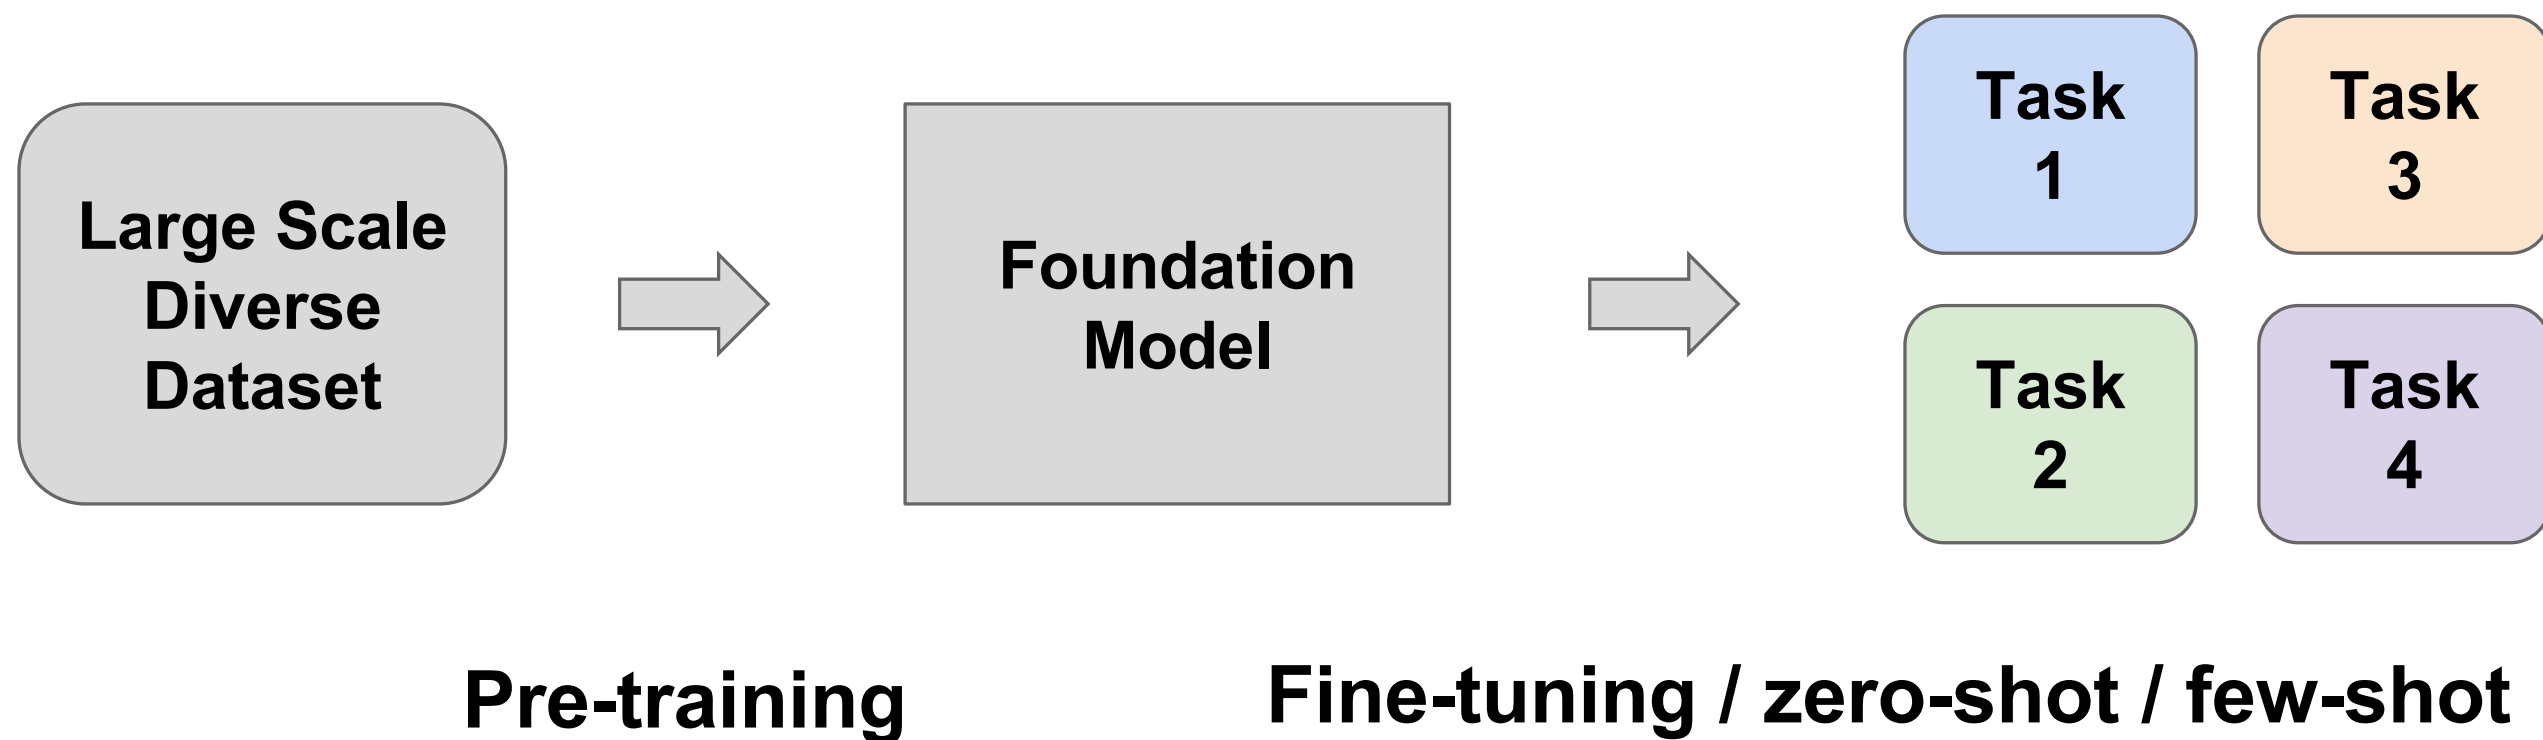 Large Scale
Diverse
Dataset
Foundation
Model
Task
1
Task
3
Task
2
Task
4
Pre-training
Fine-tuning / zero-shot / few-shot